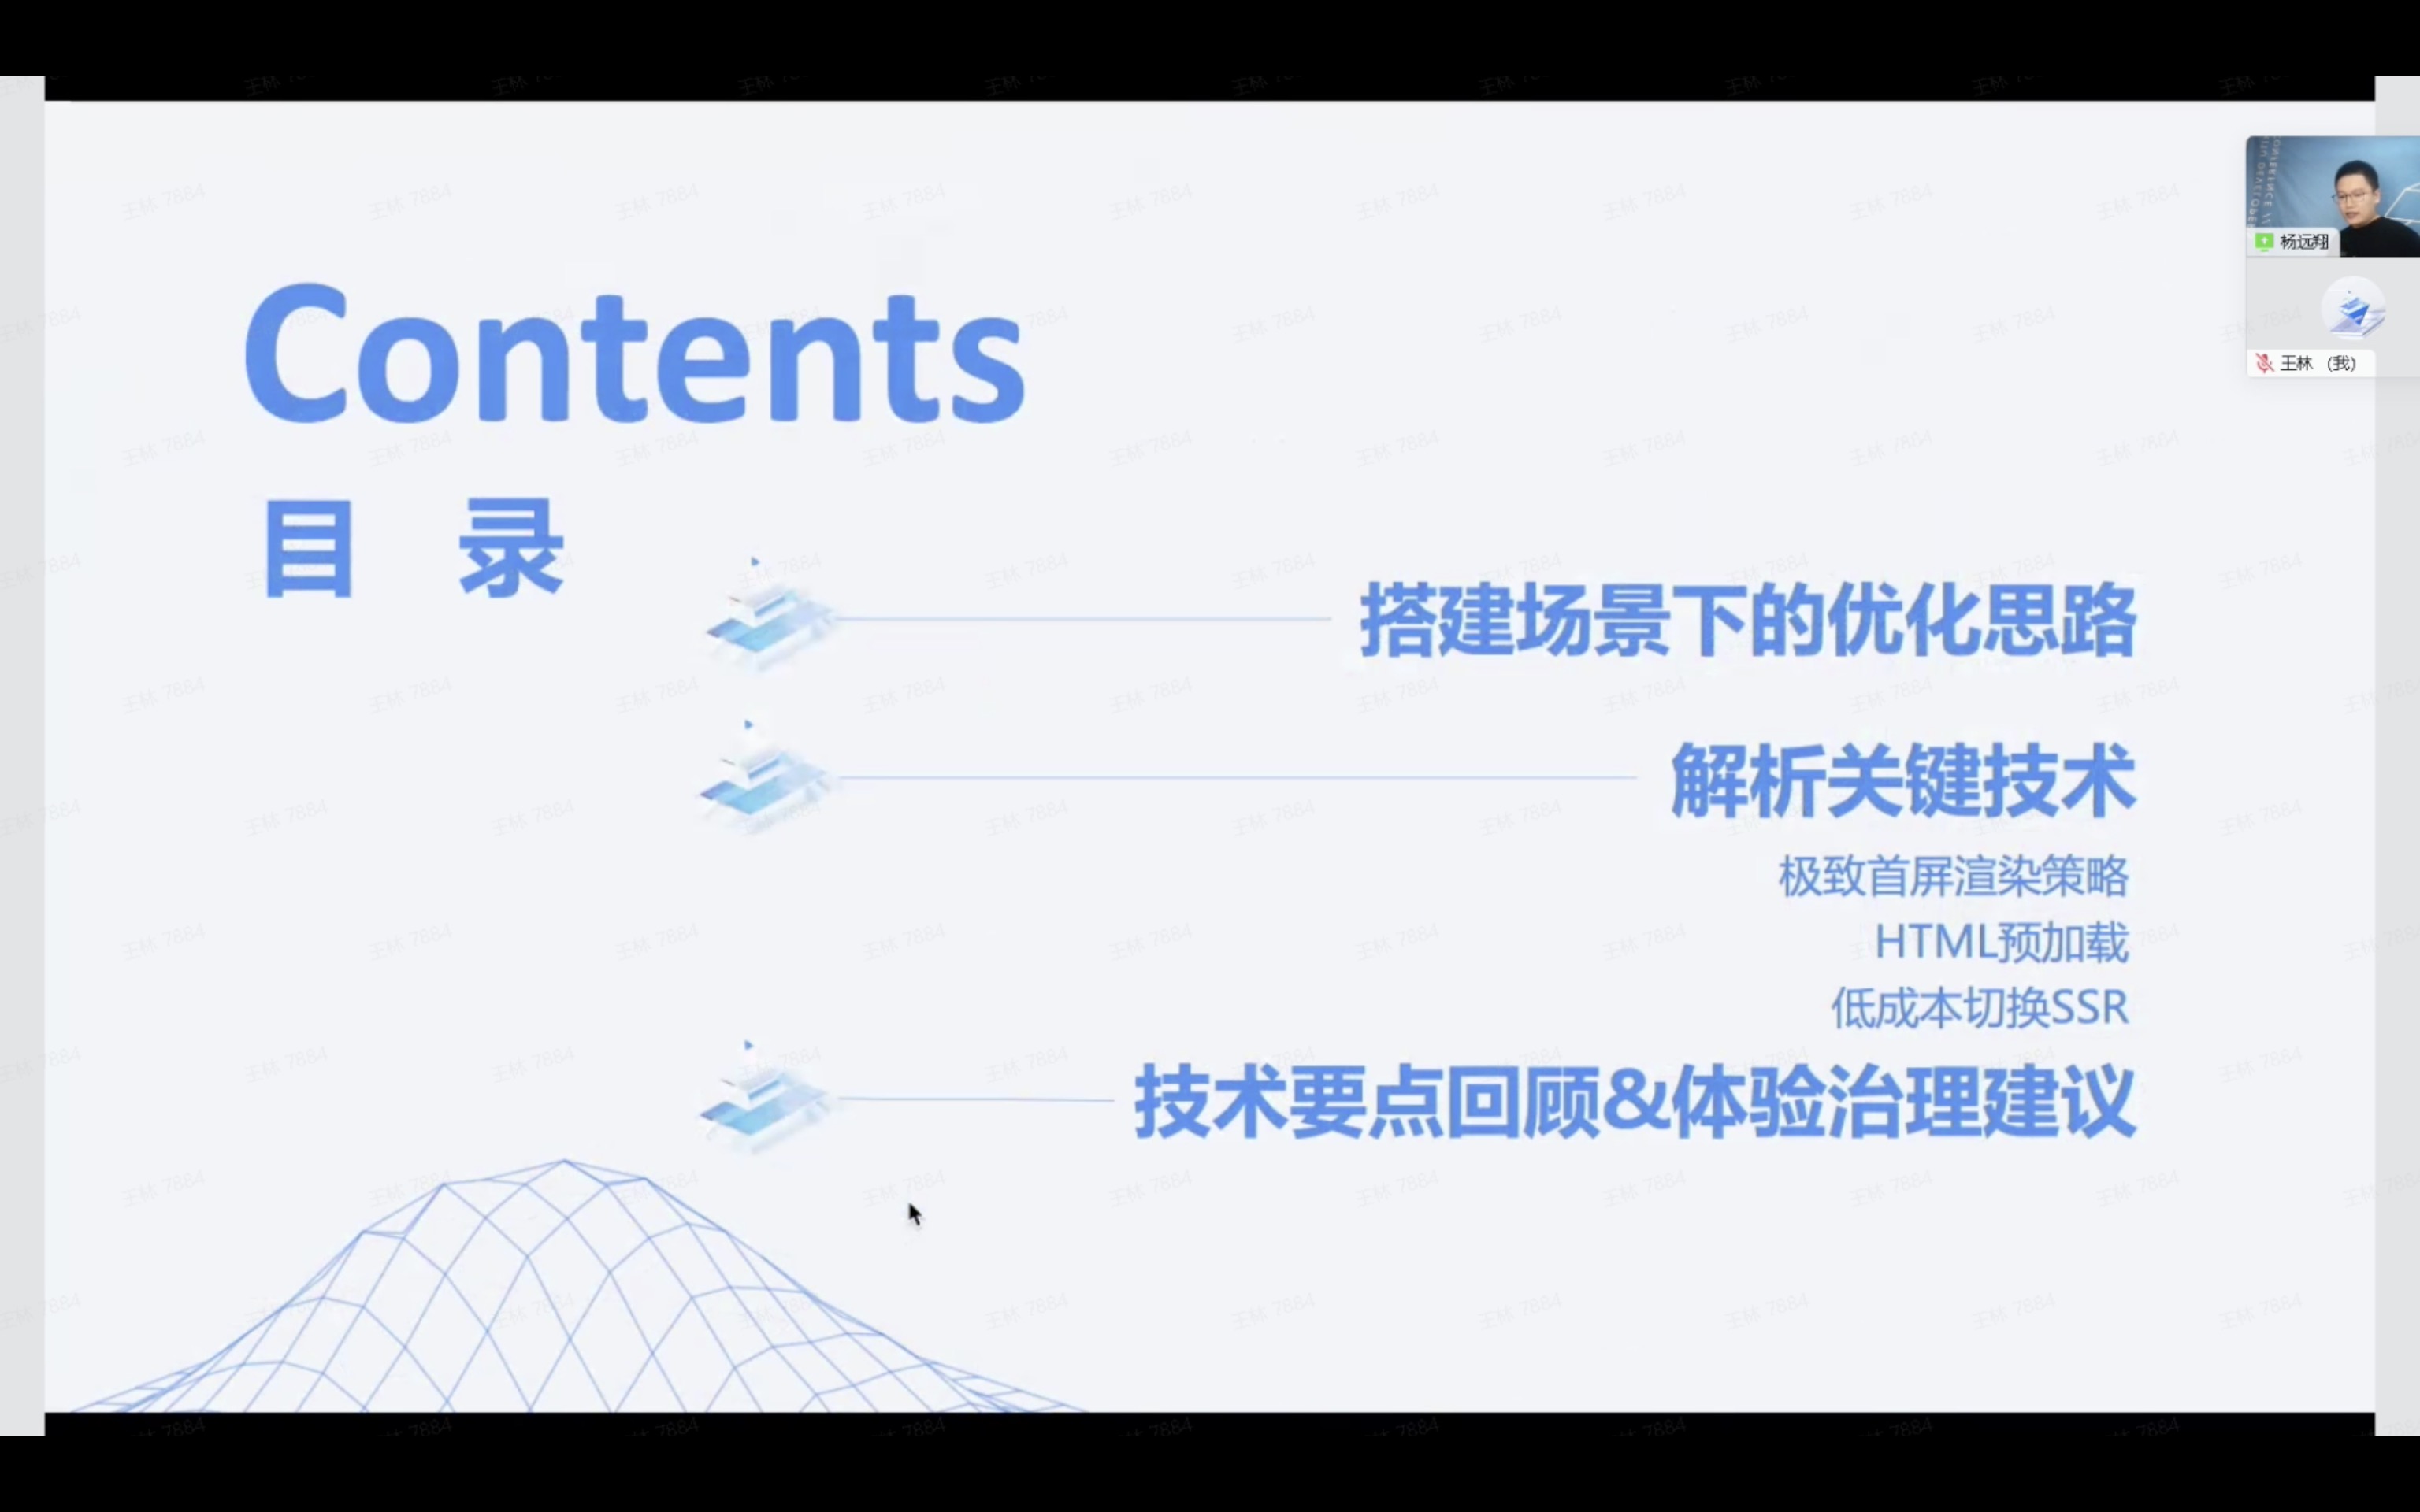 Contents
目 录
搭建场景下的优化思路
解析关键技术
极致首屏渲染策略
HTML预加载
低成本切换SSR
技术要点回顾&体验治理建议
杨远翔
王林 (我)
王林 7884